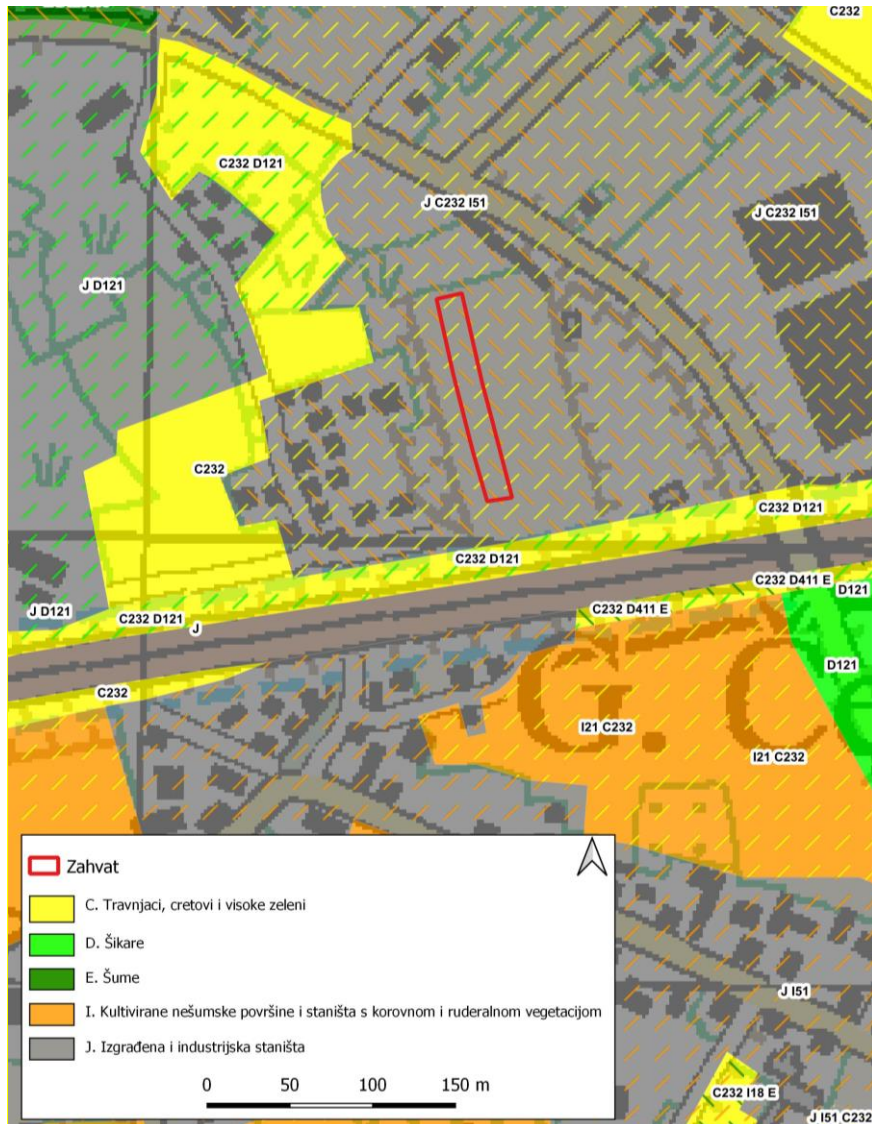 C232
C232 D121
J C232 I51
J C232 I51
J D121
C232
C232 D121
C232 D121
C232 D411 E
D121
J D121
C232 D121
J
C232 D411 E
D121
C232
I21 C232
G. C
I21 C232
Zahvat
C. Travnjaci, cretovi i visoke zeleni
D. Šikare
E. Šume
I. Kultivirane nešumske površine i staništa s korovnom i ruderalnom vegetacijom
J. Izgrađena i industrijska staništa
0 50 100 150 m
J I51
C232 I18 E
J I51 C232